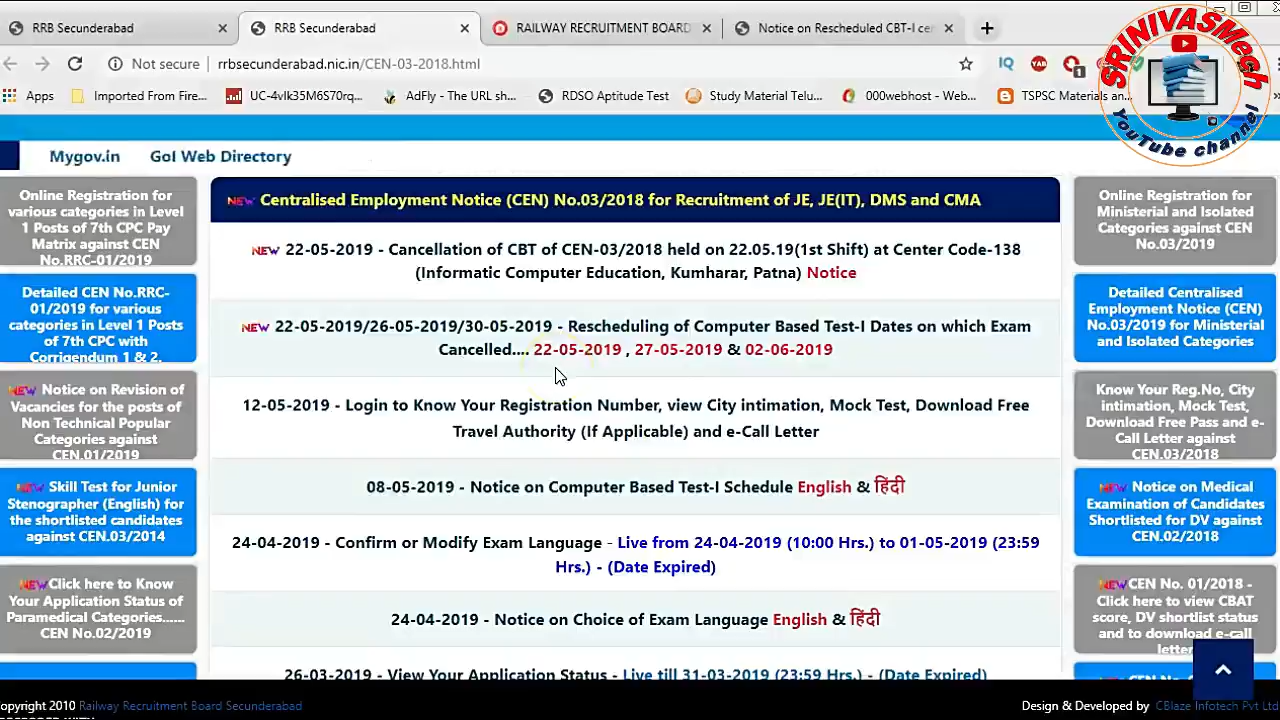 RRB Secunderabad
RRB Secunderabad
RAILWAY RECRUITMENT BOARD
Notice on Rescheduled CBT-I cen
SRINIVASMech
YouTube channel
Not secure
rrbsecunderabad.nic.in/CEN-03-2018.html
Apps
Imported From Fire...
UC-4vIk35M6S70rq...
AdFly - The URL sh...
RDSO Aptitude Test
Study Material Telu...
000webhost - Web...
TSPSC Materials an...
Mygov.in
GoI Web Directory
Online Registration for
various categories in Level
1 Posts of 7th CPC Pay
Matrix against CEN
No.RRC-01/2019
Detailed CEN No.RRC-
01/2019 for various
categories in Level 1 Posts
of 7th CPC with
Corrigendum 1 & 2.
NEW Notice on Revision of
Vacancies for the posts of
Non Technical Popular
Categories against
CEN.01/2019
NEW Skill Test for Junior
Stenographer (English) for
the shortlisted candidates
against CEN.03/2014
NEW Click here to Know
Your Application Status of
Paramedical Categories......
CEN No.02/2019
NEW Centralised Employment Notice (CEN) No.03/2018 for Recruitment of JE, JE(IT), DMS and CMA
NEW 22-05-2019 - Cancellation of CBT of CEN-03/2018 held on 22.05.19(1st Shift) at Center Code-138
(Informatic Computer Education, Kumharar, Patna) Notice
NEW 22-05-2019/26-05-2019/30-05-2019 - Rescheduling of Computer Based Test-I Dates on which Exam
Cancelled.... 22-05-2019 , 27-05-2019 & 02-06-2019
12-05-2019 - Login to Know Your Registration Number, view City intimation, Mock Test, Download Free
Travel Authority (If Applicable) and e-Call Letter
08-05-2019 - Notice on Computer Based Test-I Schedule English & हिंदी
24-04-2019 - Confirm or Modify Exam Language - Live from 24-04-2019 (10:00 Hrs.) to 01-05-2019 (23:59
Hrs.) - (Date Expired)
24-04-2019 - Notice on Choice of Exam Language English & हिंदी
26-03-2019 - View Your Application Status - Live till 31-03-2019 (23:59 Hrs.) - (Date Expired)
Online Registration for
Ministerial and Isolated
Categories against CEN
No.03/2019
Detailed Centralised
Employment Notice (CEN)
No.03/2019 for Ministerial
and Isolated Categories
Know Your Reg.No, City
intimation, Mock Test,
Download Free Pass and e-
Call Letter against
CEN.03/2018
NEW Notice on Medical
Examination of Candidates
Shortlisted for DV against
CEN.02/2018
NEW CEN No. 01/2018 -
Click here to view CBAT
score, DV shortlist status
and to download e-call
letter
Copyright 2010 Railway Recruitment Board Secunderabad
Design & Developed by CBlaze Infotech Pvt Ltd